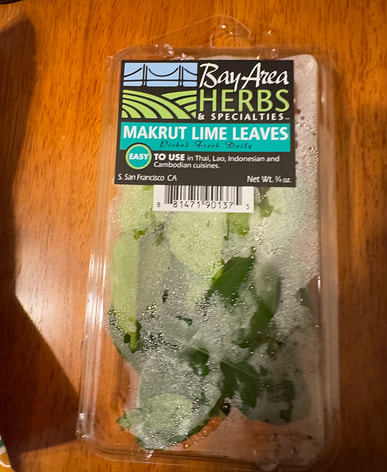 Bay Area
HERBS
& SPECIALTIES
MAKRUT LIME LEAVES
Picked Fresh Daily
EASY TO USE in Thai, Lao, Indonesian and
Cambodian cuisines.
S. San Francisco CA Net Wt. ¾ oz.
8 81471 90137 5